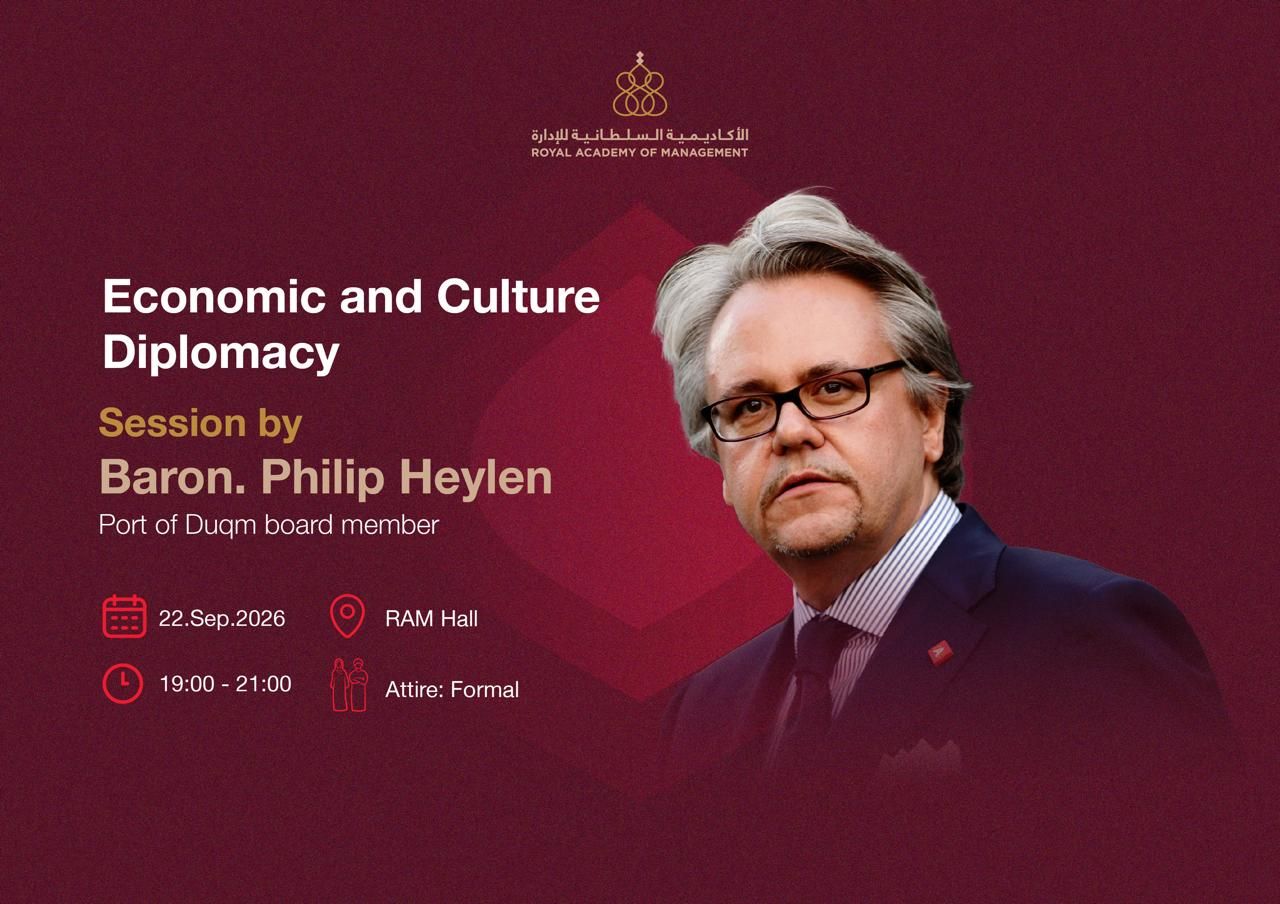 الأكاديمية السلطانية للإدارة
ROYAL ACADEMY OF MANAGEMENT
Economic and Culture
Diplomacy
Session by
Baron. Philip Heylen
Port of Duqm board member
22.Sep.2026
RAM Hall
19:00 - 21:00
Attire: Formal